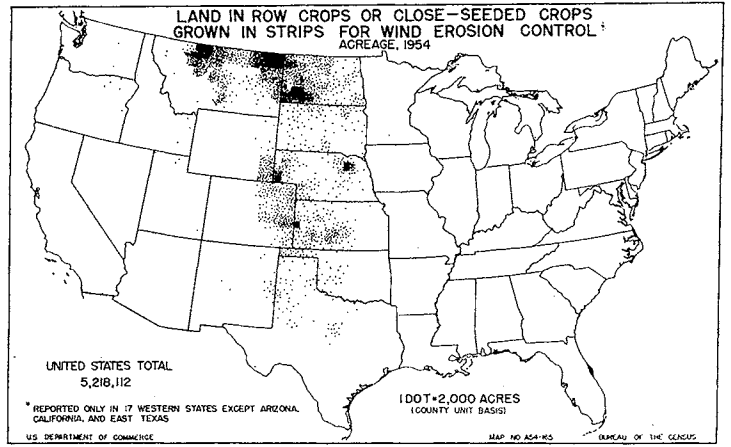 LAND IN ROW CROPS OR CLOSE-SEEDED CROPS
GROWN IN STRIPS FOR WIND EROSION CONTROL*
ACREAGE, 1954
UNITED STATES TOTAL
5,218,112
* REPORTED ONLY IN 17 WESTERN STATES EXCEPT ARIZONA,
CALIFORNIA, AND EAST TEXAS
1 DOT=2,000 ACRES
(COUNTY UNIT BASIS)
U.S. DEPARTMENT OF COMMERCE
MAP NO. A54-165
BUREAU OF THE CENSUS